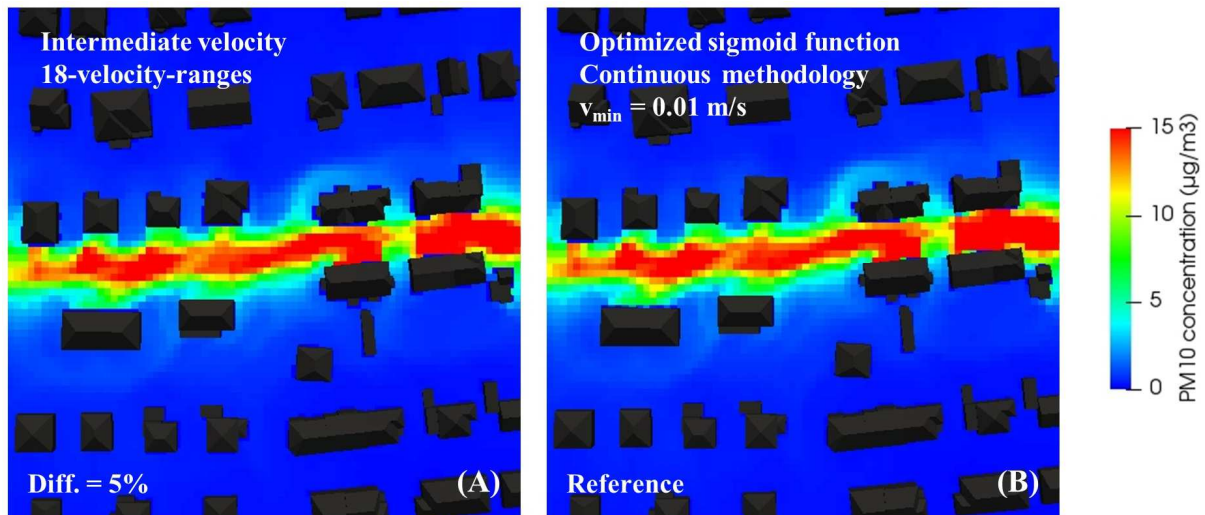 Intermediate velocity
18-velocity-ranges
Diff. = 5%
(A)
Optimized sigmoid function
Continuous methodology
vmin = 0.01 m/s
Reference
(B)
15
10
5
0
PM10 concentration (µg/m3)